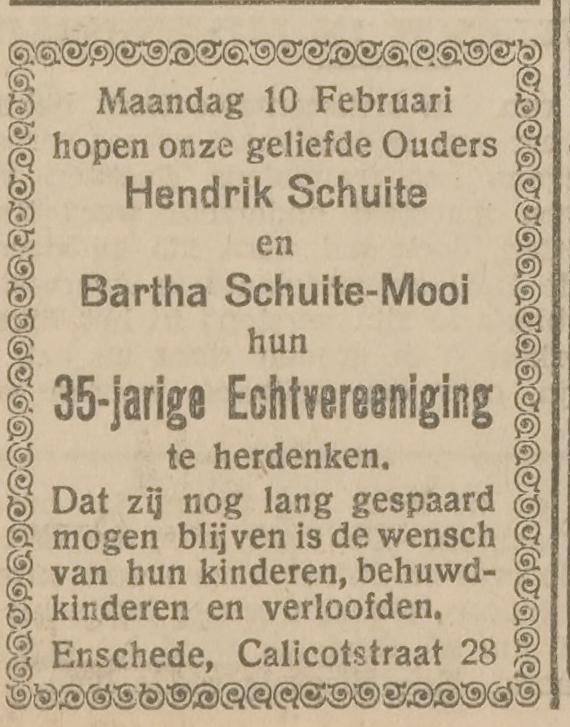 Maandag 10 Februari
hopen onze geliefde Ouders
Hendrik Schuite
en
Bartha Schuite-Mooi
hun
35-jarige Echtvereeniging
te herdenken.
Dat zij nog lang gespaard
mogen blijven is de wensch
van hun kinderen, behuwd-
kinderen en verloofden.
Enschede, Calicotstraat 28